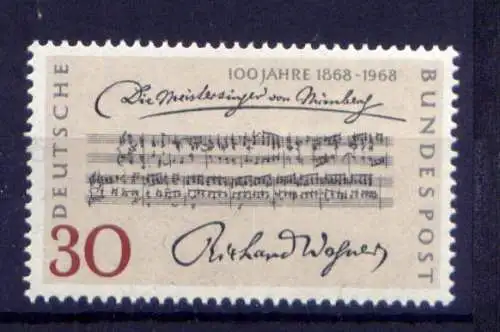 100 JAHRE 1868-1968
Die Meistersinger von Nürnberg
DEUTSCHE
BUNDESPOST
30
Richard Wagner